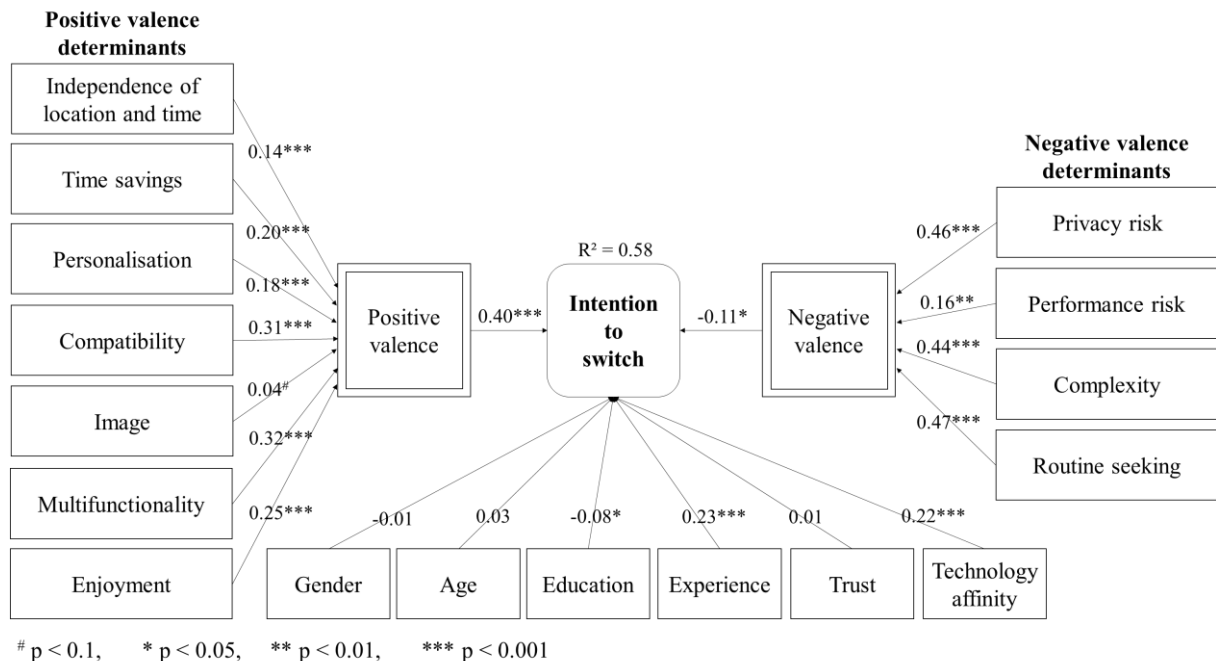 Positive valence
determinants
Independence of
location and time
0.14***
Time savings
0.20***
Personalisation
0.18***
Compatibility
0.31***
Image
0.04#
Multifunctionality
0.32***
Enjoyment
0.25***
Positive
valence
0.40***
R² = 0.58
Intention
to
switch
-0.11*
Negative
valence
Negative valence
determinants
Privacy risk
0.46***
Performance risk
0.16**
Complexity
0.44***
Routine seeking
0.47***
-0.01
0.03
-0.08*
0.23***
0.01
0.22***
Gender
Age
Education
Experience
Trust
Technology
affinity
# p < 0.1, * p < 0.05, ** p < 0.01, *** p < 0.001